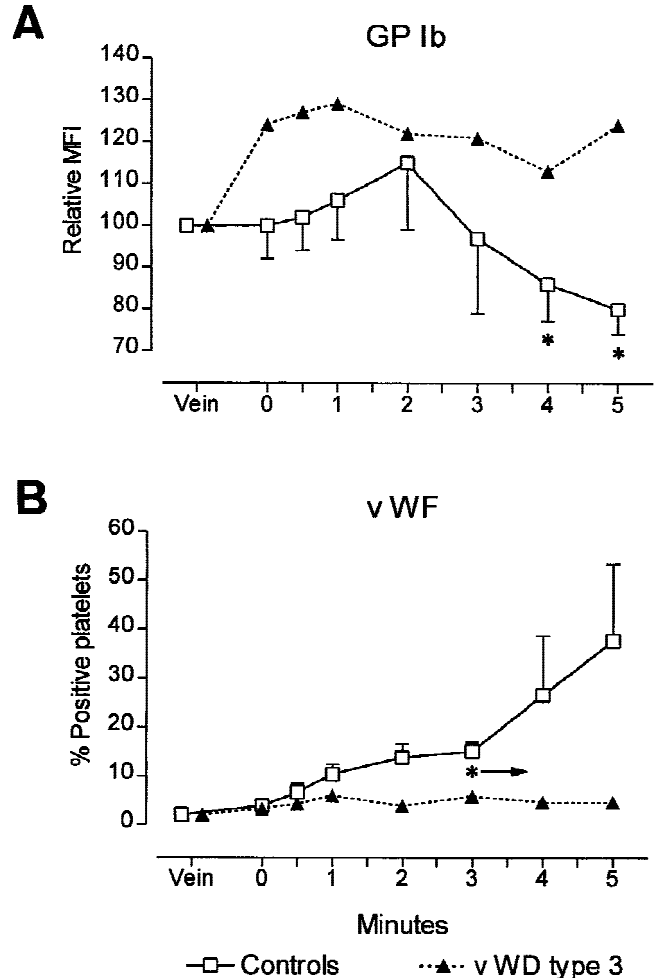 A
GP Ib
140
130
120
110
100
90
80
70
Relative MFI
*
*
Vein 0 1 2 3 4 5
B
v WF
60
50
40
30
20
10
0
% Positive platelets
*
Vein 0 1 2 3 4 5
Minutes
Controls v WD type 3